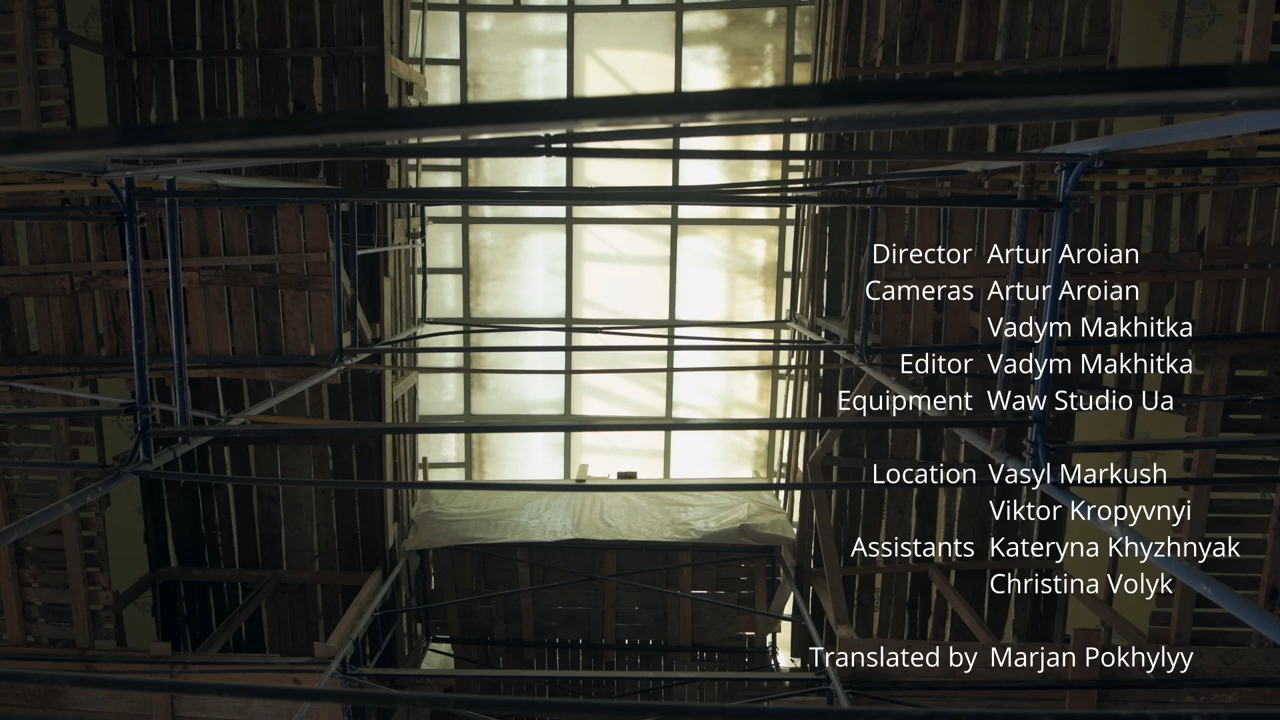 Director Artur Aroian
Cameras Artur Aroian
Vadym Makhitka
Editor Vadym Makhitka
Equipment Waw Studio Ua
Location Vasyl Markush
Viktor Kropyvnyi
Assistants Kateryna Khyzhnyak
Christina Volyk
Translated by Marjan Pokhylyy